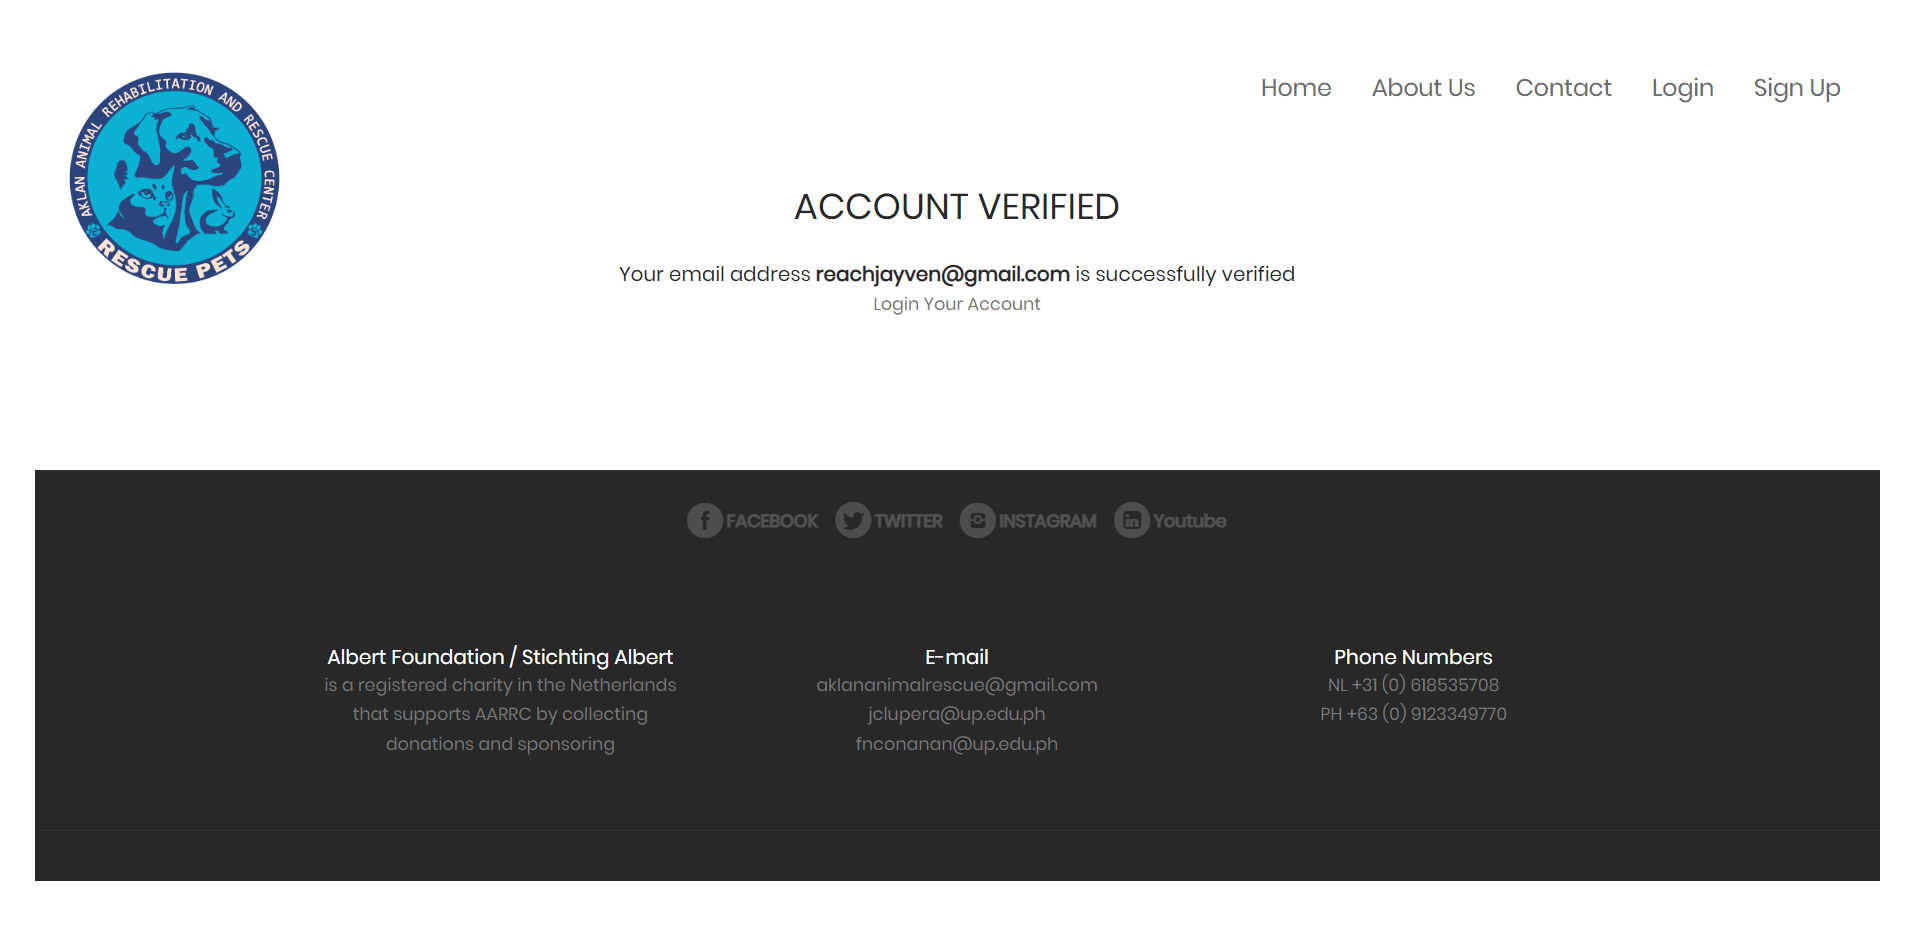 AKLAN ANIMAL REHABILITATION AND RESCUE CENTER
RESCUE PETS
Home About Us Contact Login Sign Up
ACCOUNT VERIFIED
Your email address reachjayven@gmail.com is successfully verified
Login Your Account
FACEBOOK TWITTER INSTAGRAM Youtube
Albert Foundation / Stichting Albert
is a registered charity in the Netherlands
that supports AARRC by collecting
donations and sponsoring
E-mail
aklananimalrescue@gmail.com
jclupera@up.edu.ph
fnconanan@up.edu.ph
Phone Numbers
NL +31 (0) 618535708
PH +63 (0) 9123349770